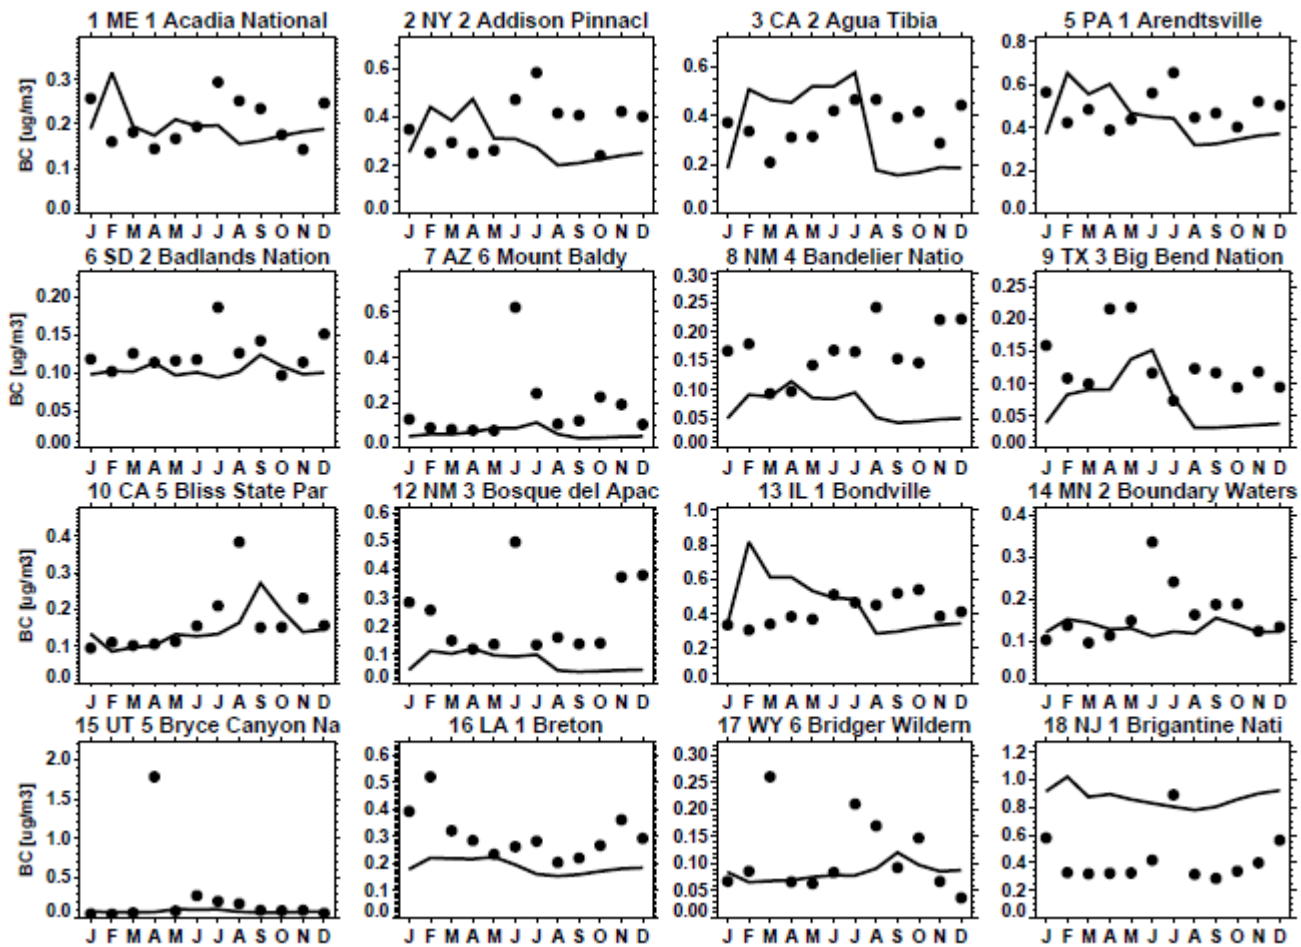 1 ME 1 Acadia National
2 NY 2 Addison Pinnacl
3 CA 2 Agua Tibia
5 PA 1 Arendtsville
BC [ug/m3]
0.3
0.2
0.1
0.0
0.6
0.4
0.2
0.0
0.6
0.4
0.2
0.0
0.8
0.6
0.4
0.2
0.0
J F M A M J J A S O N D
J F M A M J J A S O N D
J F M A M J J A S O N D
J F M A M J J A S O N D
6 SD 2 Badlands Nation
7 AZ 6 Mount Baldy
8 NM 4 Bandelier Natio
9 TX 3 Big Bend Nation
BC [ug/m3]
0.20
0.15
0.10
0.05
0.00
0.6
0.4
0.2
0.0
0.30
0.25
0.20
0.15
0.10
0.05
0.00
0.25
0.20
0.15
0.10
0.05
0.00
J F M A M J J A S O N D
J F M A M J J A S O N D
J F M A M J J A S O N D
J F M A M J J A S O N D
10 CA 5 Bliss State Par
12 NM 3 Bosque del Apac
13 IL 1 Bondville
14 MN 2 Boundary Waters
BC [ug/m3]
0.4
0.3
0.2
0.1
0.0
0.6
0.5
0.4
0.3
0.2
0.1
0.0
1.0
0.8
0.6
0.4
0.2
0.0
0.4
0.3
0.2
0.1
0.0
J F M A M J J A S O N D
J F M A M J J A S O N D
J F M A M J J A S O N D
J F M A M J J A S O N D
15 UT 5 Bryce Canyon Na
16 LA 1 Breton
17 WY 6 Bridger Wildern
18 NJ 1 Brigantine Nati
BC [ug/m3]
2.0
1.5
1.0
0.5
0.0
0.6
0.5
0.4
0.3
0.2
0.1
0.0
0.30
0.25
0.20
0.15
0.10
0.05
0.00
1.2
1.0
0.8
0.6
0.4
0.2
0.0
J F M A M J J A S O N D
J F M A M J J A S O N D
J F M A M J J A S O N D
J F M A M J J A S O N D